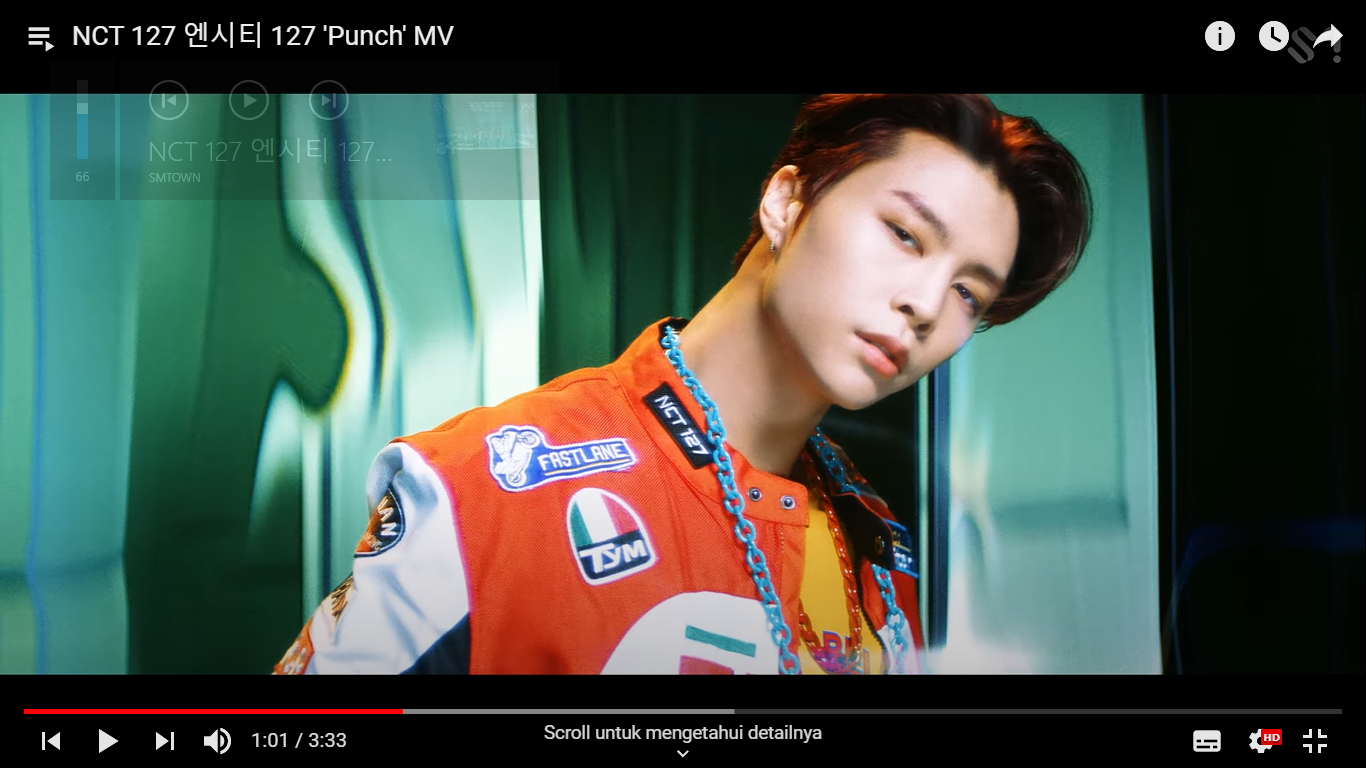 NCT 127 엔시티 127 'Punch' MV
NCT 127 엔시티 127...
66
SMTOWN
NCT 127
FASTLANE
TYM
1:01 / 3:33
Scroll untuk mengetahui detailnya
HD